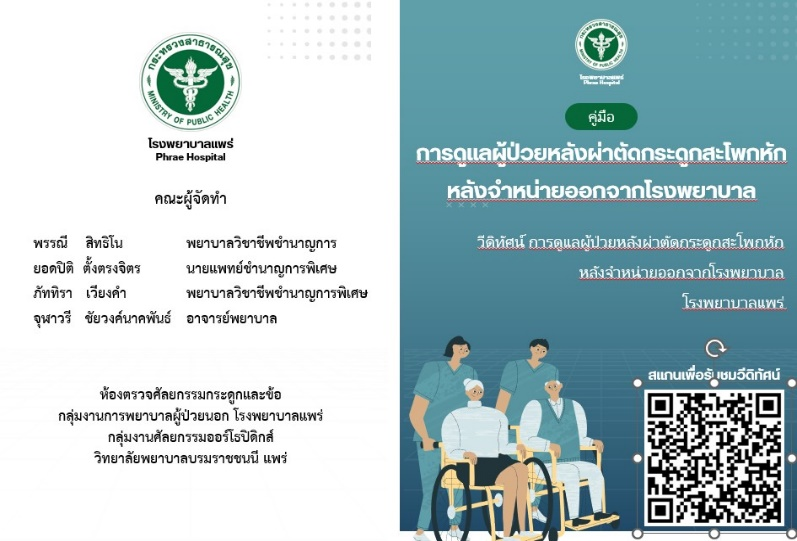 กระทรวงสาธารณสุข
MINISTRY OF PUBLIC HEALTH
โรงพยาบาลแพร่
Phrae Hospital
คณะผู้จัดทำ
พรรณี สิทธิโน พยาบาลวิชาชีพชำนาญการ
ยอดปิติ ตั้งตรงจิตร นายแพทย์ชำนาญการพิเศษ
ภัททิรา เวียงคำ พยาบาลวิชาชีพชำนาญการพิเศษ
จุฬาวรี ชัยวงค์นาคพันธ์ อาจารย์พยาบาล
ห้องตรวจศัลยกรรมกระดูกและข้อ
กลุ่มงานการพยาบาลผู้ป่วยนอก โรงพยาบาลแพร่
กลุ่มงานศัลยกรรมออร์โธปิดิกส์
วิทยาลัยพยาบาลบรมราชชนนี แพร่
กระทรวงสาธารณสุข
MINISTRY OF PUBLIC HEALTH
โรงพยาบาลแพร่
Phrae Hospital
คู่มือ
การดูแลผู้ป่วยหลังผ่าตัดกระดูกสะโพกหัก
หลังจำหน่ายออกจากโรงพยาบาล
วีดิทัศน์ การดูแลผู้ป่วยหลังผ่าตัดกระดูกสะโพกหัก
หลังจำหน่ายออกจากโรงพยาบาล
โรงพยาบาลแพร่
สแกนเพื่อรับชมวีดิทัศน์